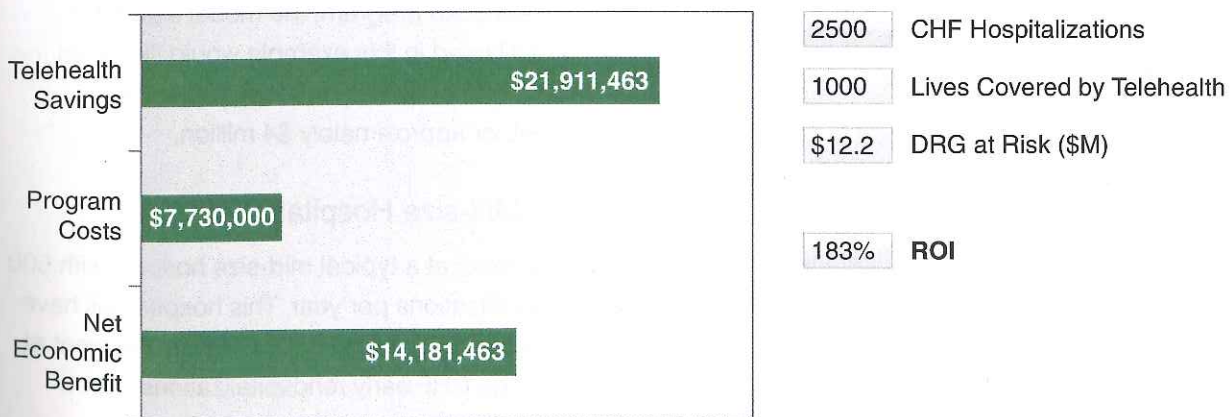 Telehealth
Savings
$21,911,463
Program
Costs
$7,730,000
Net
Economic
Benefit
$14,181,463
2500 CHF Hospitalizations
1000 Lives Covered by Telehealth
$12.2 DRG at Risk ($M)
183% ROI